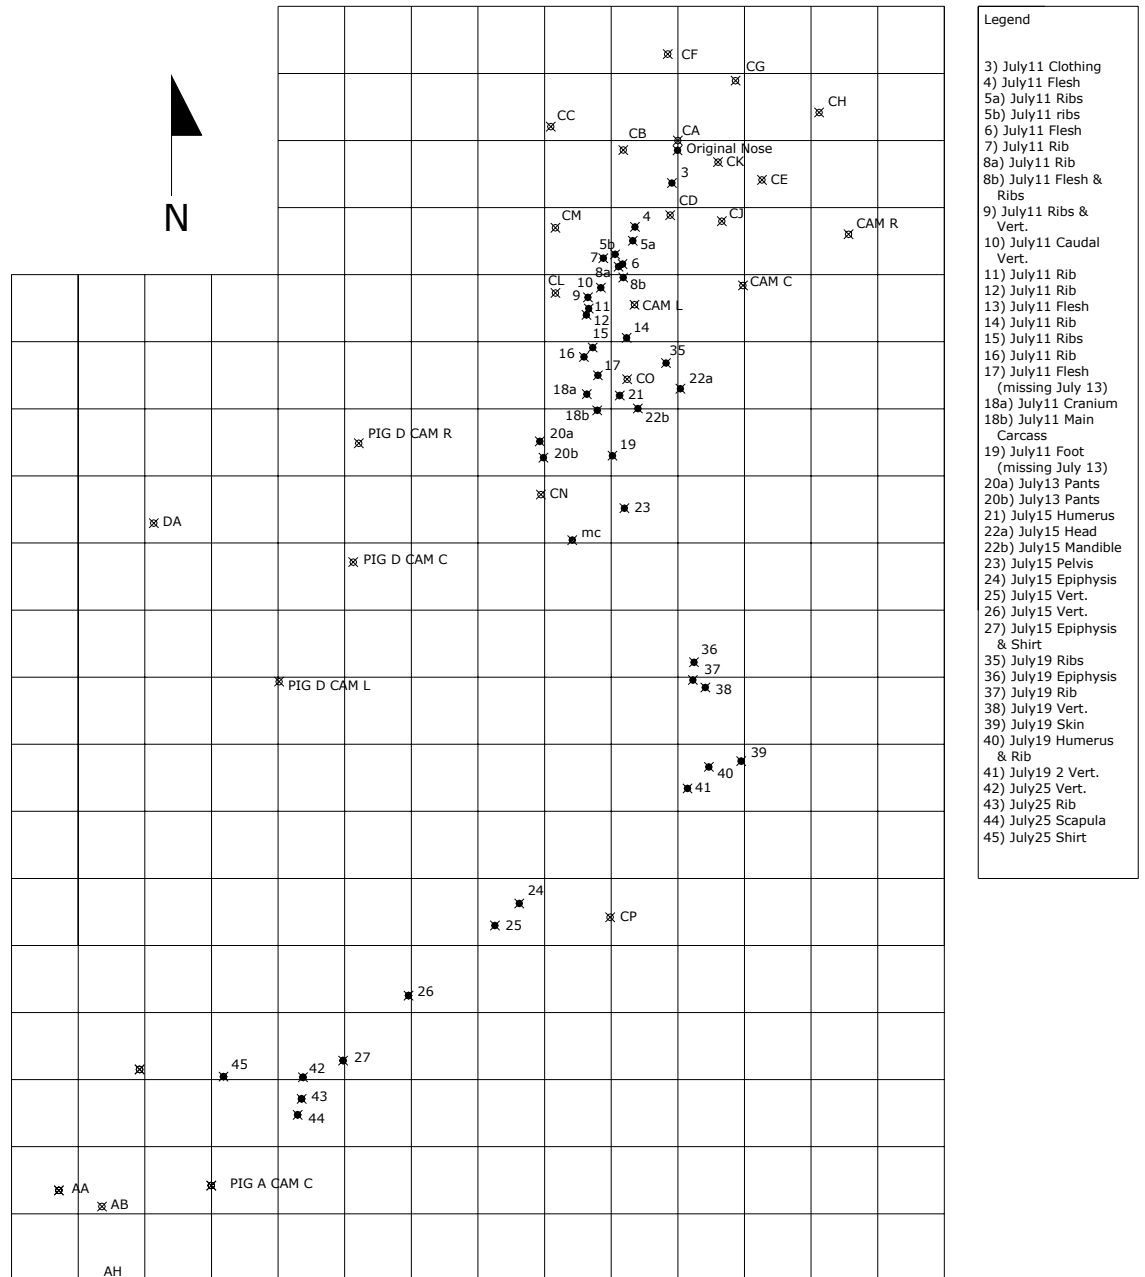 CF
CG
CH
CC
CB
CA
Original Nose
CK
CE
3
N
CD
CJ
CM
4
CAM R
5a
5b
7
6
8a
8b
CL
10
CAM C
9
CAM L
11
12
14
15
35
16
17
CO
22a
18a
21
18b
22b
PIG D CAM R
20a
19
20b
CN
23
DA
mc
PIG D CAM C
36
37
PIG D CAM L
38
39
40
41
24
CP
25
26
27
45
42
43
44
PIG A CAM C
AA
AB
AH
Legend
3) July11 Clothing
4) July11 Flesh
5a) July11 Ribs
5b) July11 ribs
6) July11 Flesh
7) July11 Rib
8a) July11 Rib
8b) July11 Flesh &
Ribs
9) July11 Ribs &
Vert.
10) July11 Caudal
Vert.
11) July11 Rib
12) July11 Rib
13) July11 Flesh
14) July11 Rib
15) July11 Ribs
16) July11 Rib
17) July11 Flesh
(missing July 13)
18a) July11 Cranium
18b) July11 Main
Carcass
19) July11 Foot
(missing July 13)
20a) July13 Pants
20b) July13 Pants
21) July15 Humerus
22a) July15 Head
22b) July15 Mandible
23) July15 Pelvis
24) July15 Epiphysis
25) July15 Vert.
26) July15 Vert.
27) July15 Epiphysis
& Shirt
35) July19 Ribs
36) July19 Epiphysis
37) July19 Rib
38) July19 Vert.
39) July19 Skin
40) July19 Humerus
& Rib
41) July19 2 Vert.
42) July25 Vert.
43) July25 Rib
44) July25 Scapula
45) July25 Shirt